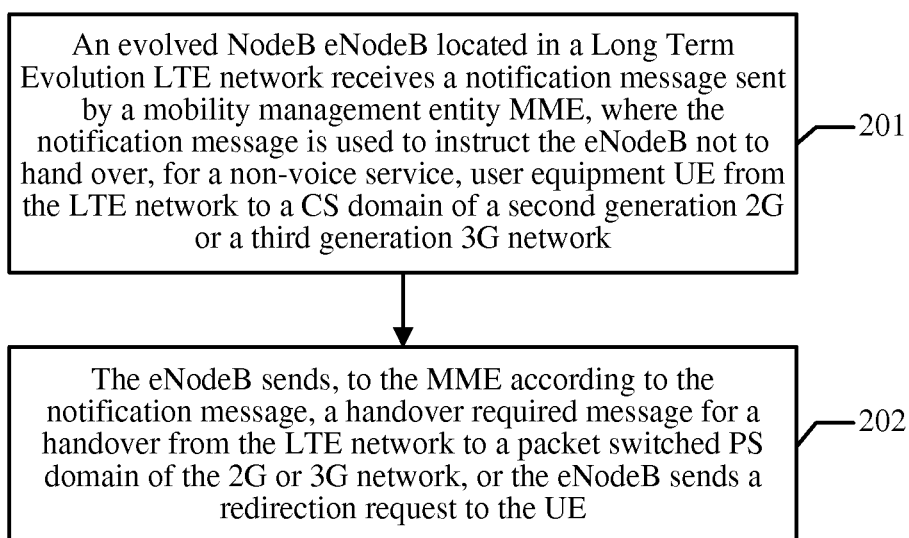 An evolved NodeB eNodeB located in a Long Term
Evolution LTE network receives a notification message sent
by a mobility management entity MME, where the
notification message is used to instruct the eNodeB not to
hand over, for a non-voice service, user equipment UE from
the LTE network to a CS domain of a second generation 2G
or a third generation 3G network
201
The eNodeB sends, to the MME according to the
notification message, a handover required message for a
handover from the LTE network to a packet switched PS
domain of the 2G or 3G network, or the eNodeB sends a
redirection request to the UE
202